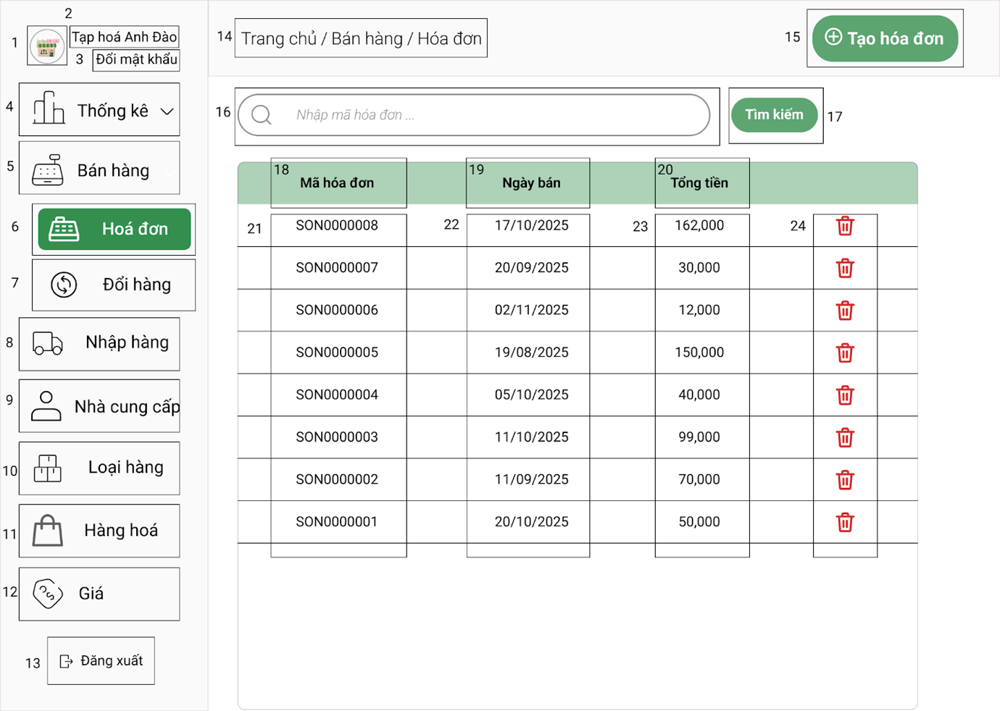 2
1
Tạp hoá Anh Đào
3
Đổi mật khẩu
4
Thống kê
5
Bán hàng
6
Hoá đơn
7
Đổi hàng
8
Nhập hàng
9
Nhà cung cấp
10
Loại hàng
11
Hàng hoá
12
Giá
13
Đăng xuất
14
Trang chủ / Bán hàng / Hóa đơn
15
Tạo hóa đơn
16
Nhập mã hóa đơn ...
Tìm kiếm
17
18 19 20
Mã hóa đơn Ngày bán Tổng tiền
21 SON0000008 22 17/10/2025 23 162,000 24
SON0000007 20/09/2025 30,000
SON0000006 02/11/2025 12,000
SON0000005 19/08/2025 150,000
SON0000004 05/10/2025 40,000
SON0000003 11/10/2025 99,000
SON0000002 11/09/2025 70,000
SON0000001 20/10/2025 50,000